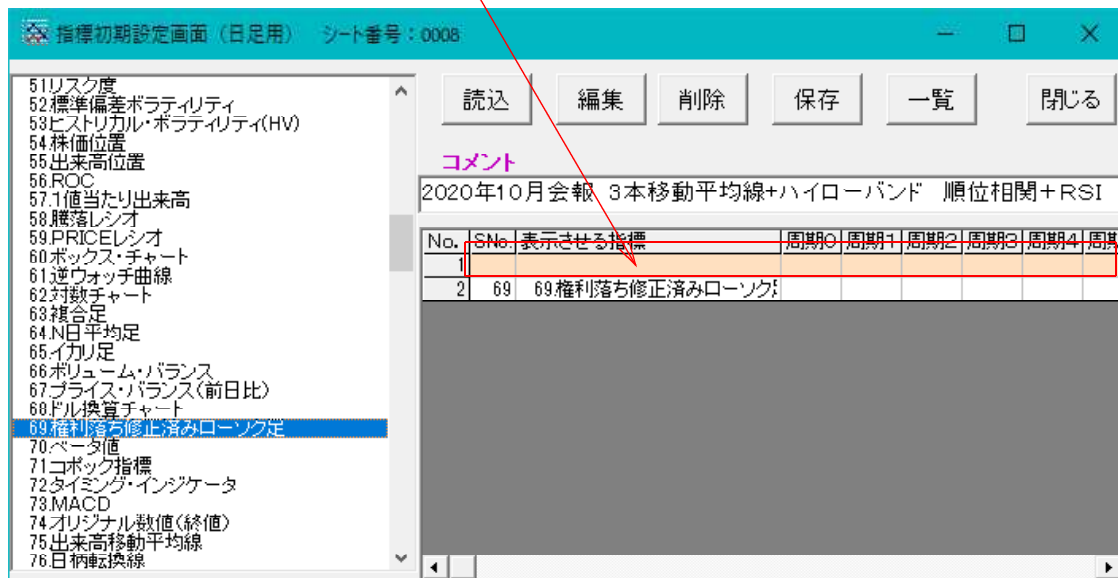 指標初期設定画面（日足用） シート番号：0008
51リスク度
52.標準偏差ボラティリティ
53ヒストリカル・ボラティリティ(HV)
54.株価位置
55.出来高位置
56.ROC
57.1値当たり出来高
58.騰落レシオ
59.PRICEレシオ
60.ボックス・チャート
61.逆ウォッチ曲線
62.対数チャート
63.複合足
64.N日平均足
65.イカリ足
66.ボリューム・バランス
67.プライス・バランス(前日比)
68.ドル換算チャート
69.権利落ち修正済みローソク足
70.ベータ値
71コポック指標
72.タイミング・インジケータ
73.MACD
74.オリジナル数値(終値)
75.出来高移動平均線
76.日柄転換線
読込 編集 削除 保存 一覧 閉じる
コメント
2020年10月会報 3本移動平均線+ハイローバンド 順位相関+RSI
No. SNo. 表示させる指標 周期0 周期1 周期2 周期3 周期4 周期
1
2 69 69.権利落ち修正済みローソク